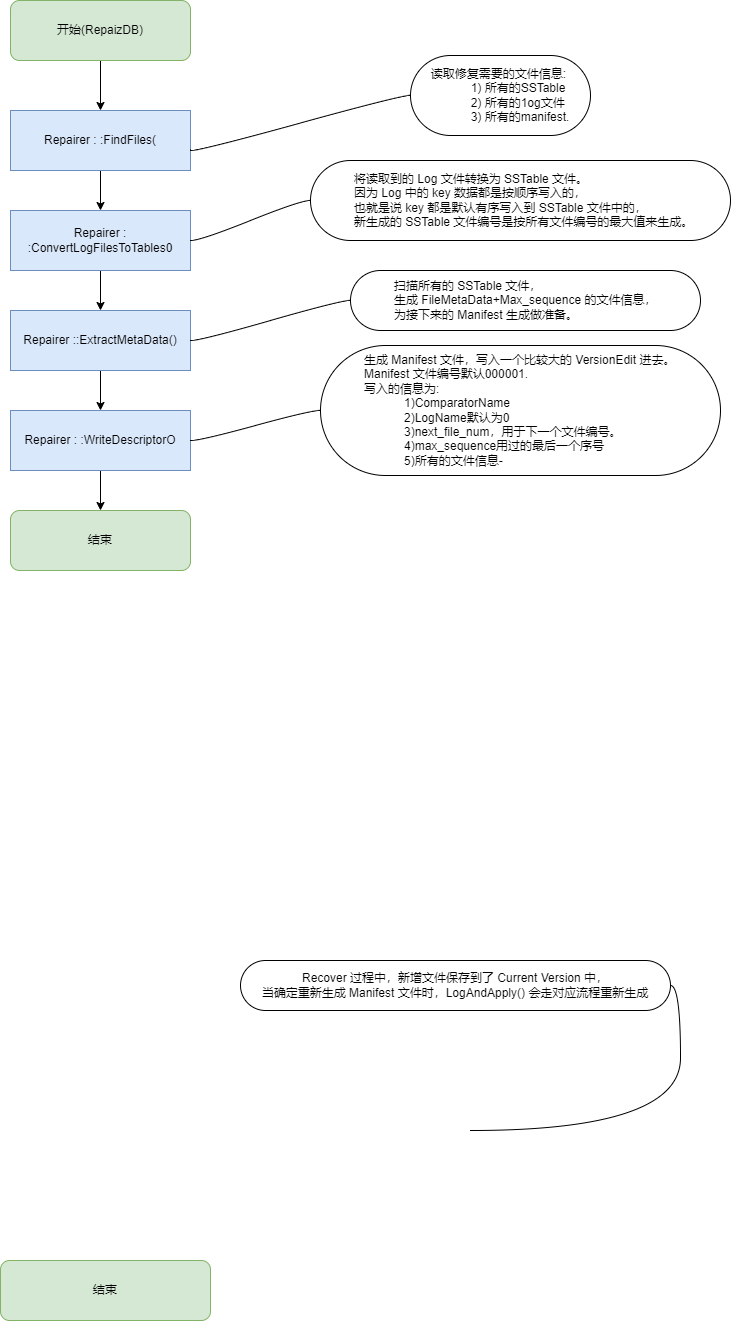 开始(RepaizDB)
读取修复需要的文件信息:
1) 所有的SSTable
2) 所有的1og文件
3) 所有的manifest.
Repairer : :FindFiles(
将读取到的 Log 文件转换为 SSTable 文件。
因为 Log 中的 key 数据都是按顺序写入的，
也就是说 key 都是默认有序写入到 SSTable 文件中的，
新生成的 SSTable 文件编号是按所有文件编号的最大值来生成。
Repairer :
:ConvertLogFilesToTables0
扫描所有的 SSTable 文件，
生成 FileMetaData+Max_sequence 的文件信息，
为接下来的 Manifest 生成做准备。
Repairer ::ExtractMetaData()
生成 Manifest 文件，写入一个比较大的 VersionEdit 进去。
Manifest 文件编号默认000001.
写入的信息为:
1)ComparatorName
2)LogName默认为0
3)next_file_num，用于下一个文件编号。
4)max_sequence用过的最后一个序号
5)所有的文件信息-
Repairer : :WriteDescriptorO
结束
Recover 过程中，新增文件保存到了 Current Version 中，
当确定重新生成 Manifest 文件时，LogAndApply() 会走对应流程重新生成
结束